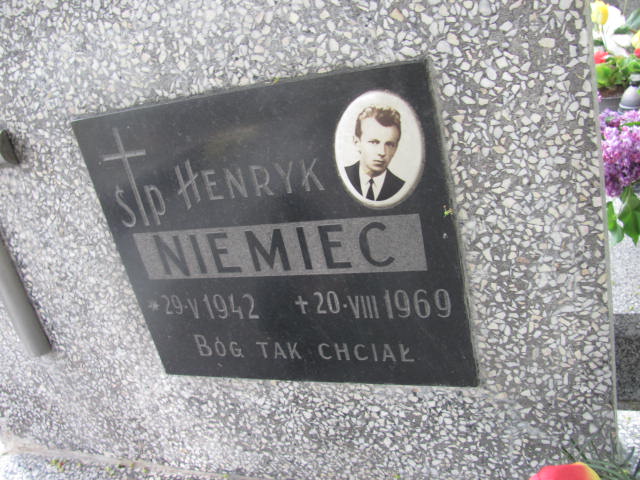 ŚP HENRYK
NIEMIEC
*29·V 1942 +20·VIII 1969
BÓG TAK CHCIAŁ